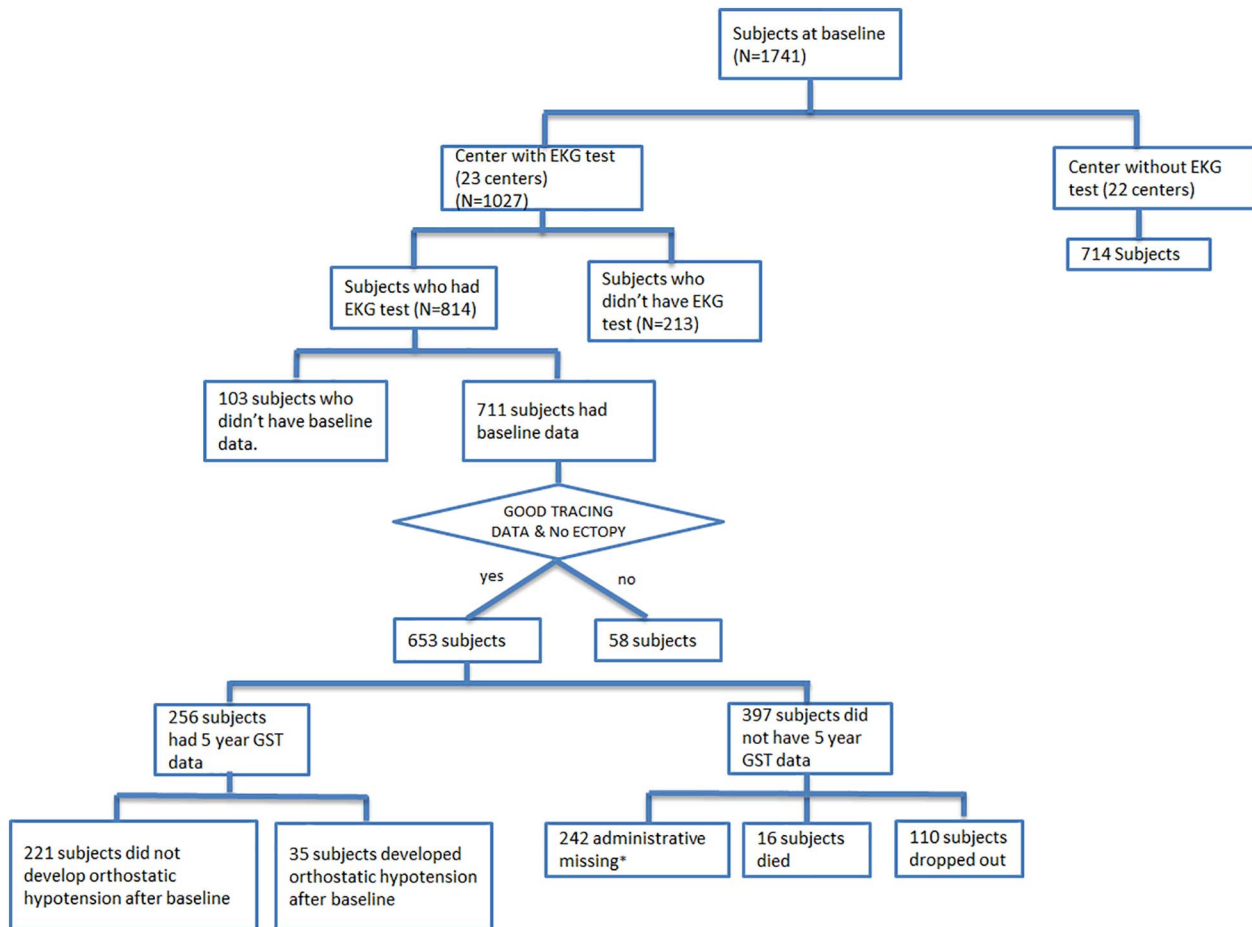 Subjects at baseline
(N=1741)
Center with EKG test
(23 centers)
(N=1027)
Center without EKG
test (22 centers)
714 Subjects
Subjects who had
EKG test (N=814)
Subjects who
didn't have EKG
test (N=213)
103 subjects who
didn't have baseline
data.
711 subjects had
baseline data
GOOD TRACING
DATA & No ECTOPY
yes
no
653 subjects
58 subjects
256 subjects
had 5 year GST
data
397 subjects did
not have 5 year
GST data
221 subjects did not
develop orthostatic
hypotension after baseline
35 subjects developed
orthostatic hypotension
after baseline
242 administrative
missing*
16 subjects
died
110 subjects
dropped out